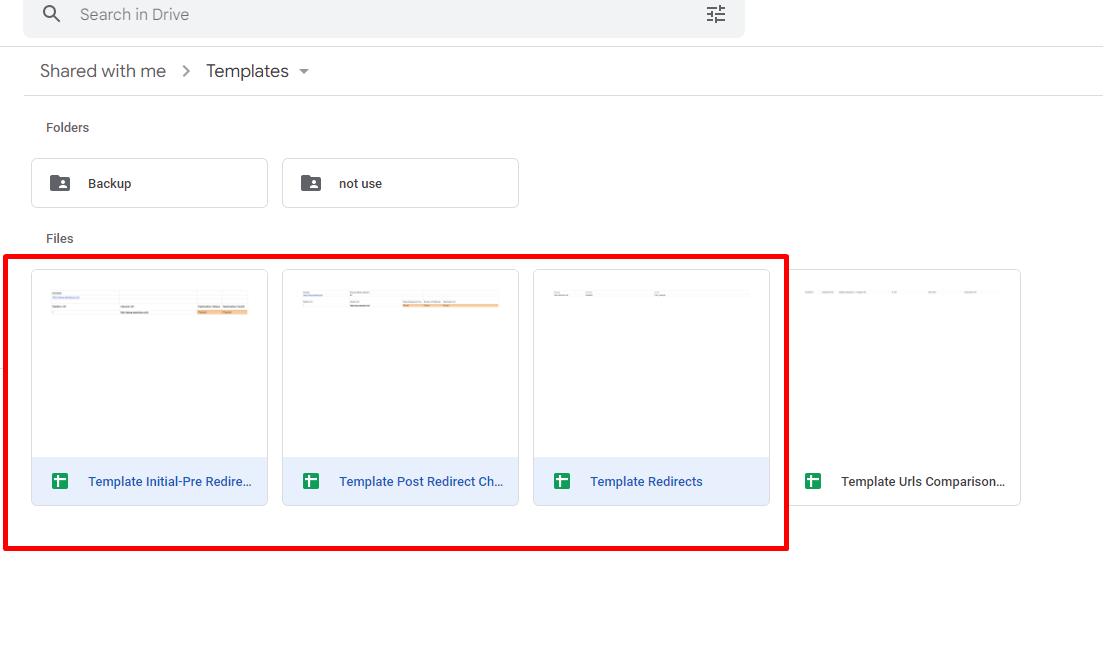 Search in Drive
Shared with me > Templates
Folders
Backup
not use
Files
Template Initial-Pre Redire...
Template Post Redirect Ch...
Template Redirects
Template Urls Comparison...